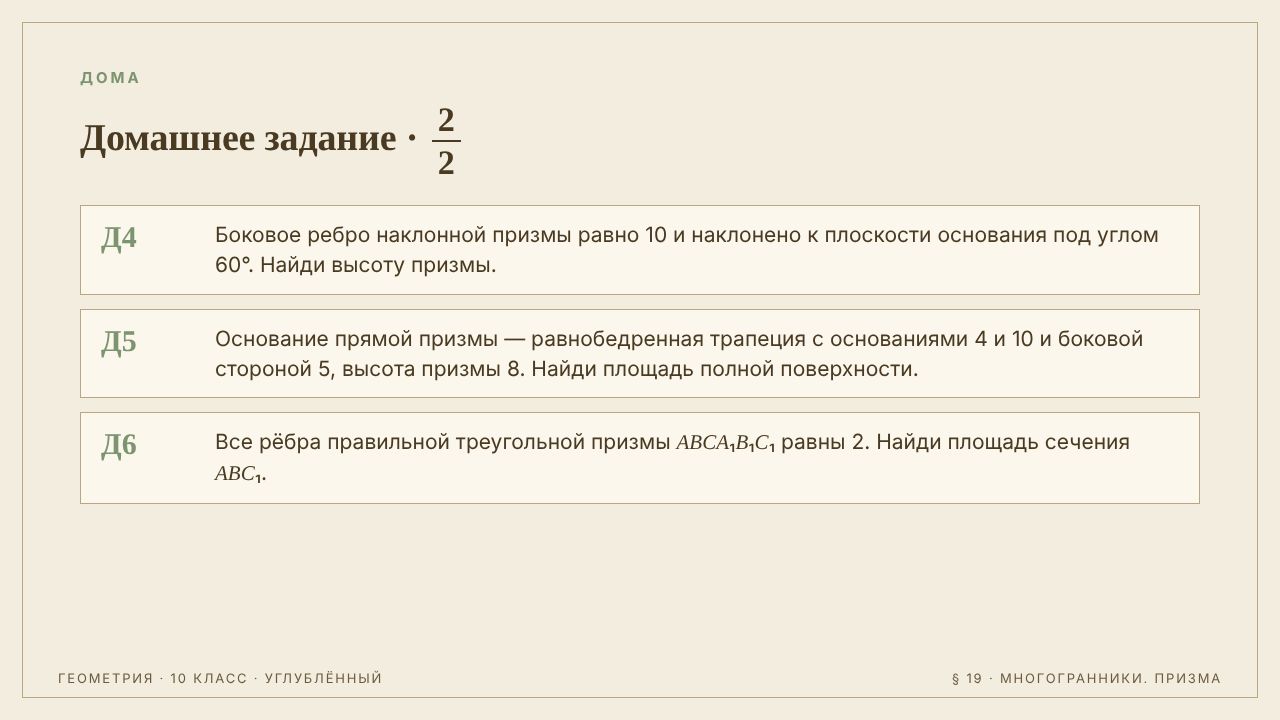 ДОМА
Домашнее задание · 2/2
Д4
Боковое ребро наклонной призмы равно 10 и наклонено к плоскости основания под углом
60°. Найди высоту призмы.
Д5
Основание прямой призмы — равнобедренная трапеция с основаниями 4 и 10 и боковой
стороной 5, высота призмы 8. Найди площадь полной поверхности.
Д6
Все рёбра правильной треугольной призмы ABCA₁B₁C₁ равны 2. Найди площадь сечения
ABC₁.
ГЕОМЕТРИЯ · 10 КЛАСС · УГЛУБЛЁННЫЙ
§ 19 · МНОГОГРАННИКИ. ПРИЗМА